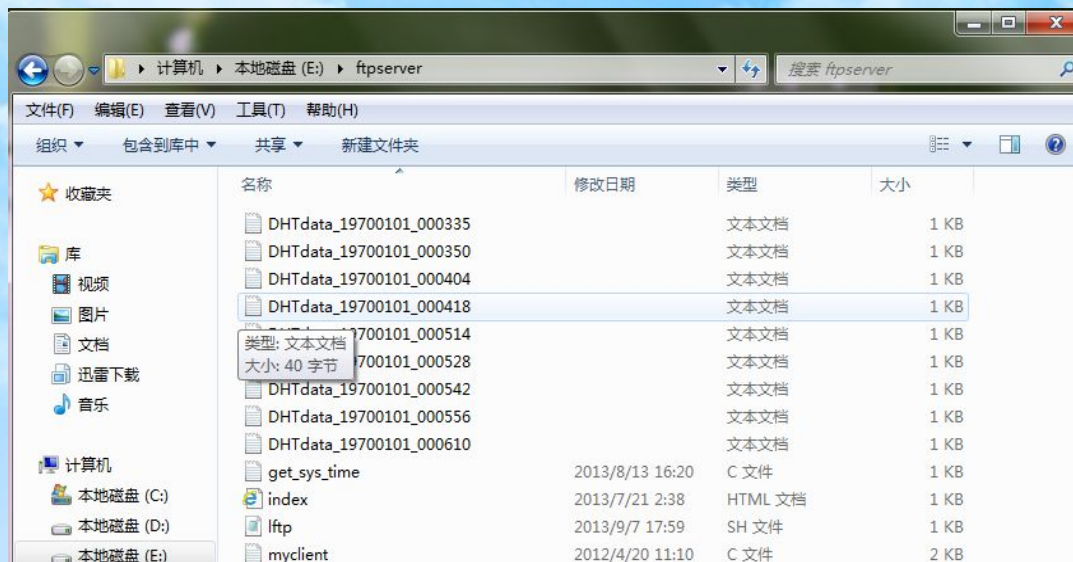 计算机 本地磁盘 (E:) ftpserver 搜索 ftpserver
文件(F) 编辑(E) 查看(V) 工具(T) 帮助(H)
组织 包含到库中 共享 新建文件夹
收藏夹
库
视频
图片
文档
迅雷下载
音乐
计算机
本地磁盘 (C:)
本地磁盘 (D:)
本地磁盘 (E:)
名称 修改日期 类型 大小
DHTdata_19700101_000335 文本文档 1 KB
DHTdata_19700101_000350 文本文档 1 KB
DHTdata_19700101_000404 文本文档 1 KB
DHTdata_19700101_000418 文本文档 1 KB
类型: 文本文档
大小: 40 字节
700101_000514 文本文档 1 KB
700101_000528 文本文档 1 KB
DHTdata_19700101_000542 文本文档 1 KB
DHTdata_19700101_000556 文本文档 1 KB
DHTdata_19700101_000610 文本文档 1 KB
get_sys_time 2013/8/13 16:20 C 文件 1 KB
index 2013/7/21 2:38 HTML 文档 1 KB
lftp 2013/9/7 17:59 SH 文件 1 KB
myclient 2012/4/20 11:10 C 文件 2 KB